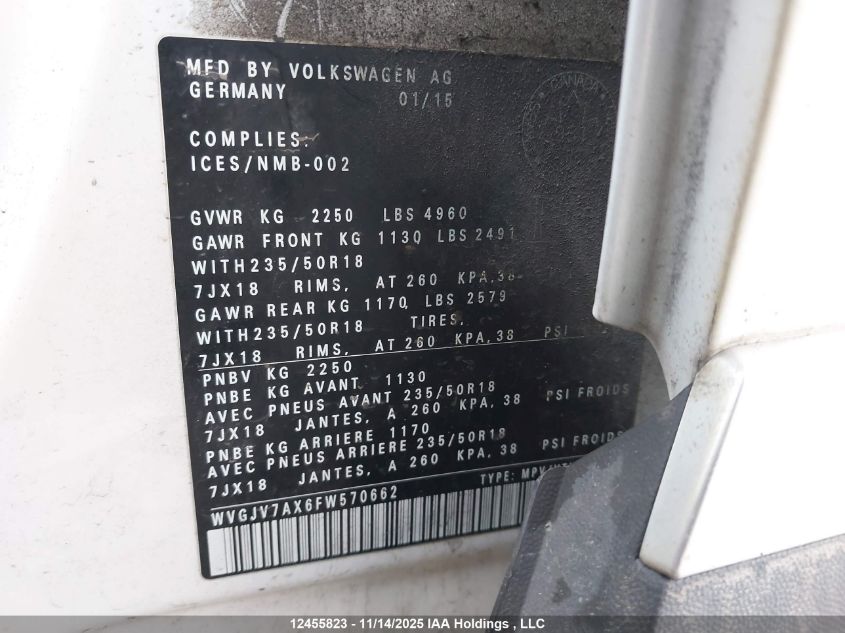 MFD BY VOLKSWAGEN AG
GERMANY 01/15
CANADA
COMPLIES:
ICES/NMB-002
GVWR KG 2250 LBS 4960
GAWR FRONT KG 1130 LBS 2491
WITH235/50R18
7JX18 RIMS, AT 260 KPA,38
GAWR REAR KG 1170 LBS 2579
WITH235/50R18 TIRES,
7JX18 RIMS, AT 260 KPA,38 PSI
PNBV KG 2250
PNBE KG AVANT 1130
AVEC PNEUS AVANT 235/50R18
7JX18 JANTES, A 260 KPA, 38 PSI FROIDS
PNBE KG ARRIERE 1170
AVEC PNEUS ARRIERE 235/50R18
7JX18 JANTES, A 260 KPA, 38 PSI FROIDS
WVGJV7AX6FW570662 TYPE:
12455823 - 11/14/2025 IAA Holdings , LLC